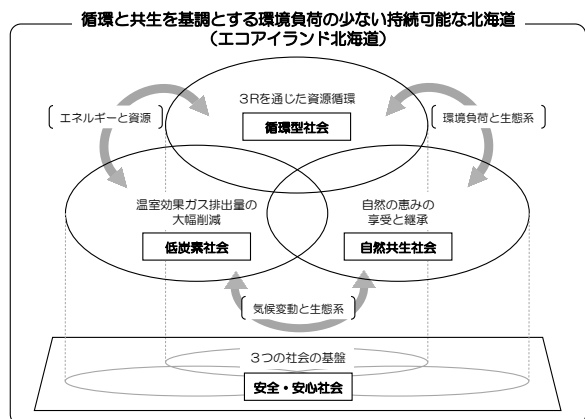 循環と共生を基調とする環境負荷の少ない持続可能な北海道
(エコアイランド北海道)
3Rを通じた資源循環
循環型社会
エネルギーと資源
環境負荷と生態系
温室効果ガス排出量の
大幅削減
低炭素社会
自然の恵みの
享受と継承
自然共生社会
気候変動と生態系
3つの社会の基盤
安全・安心社会